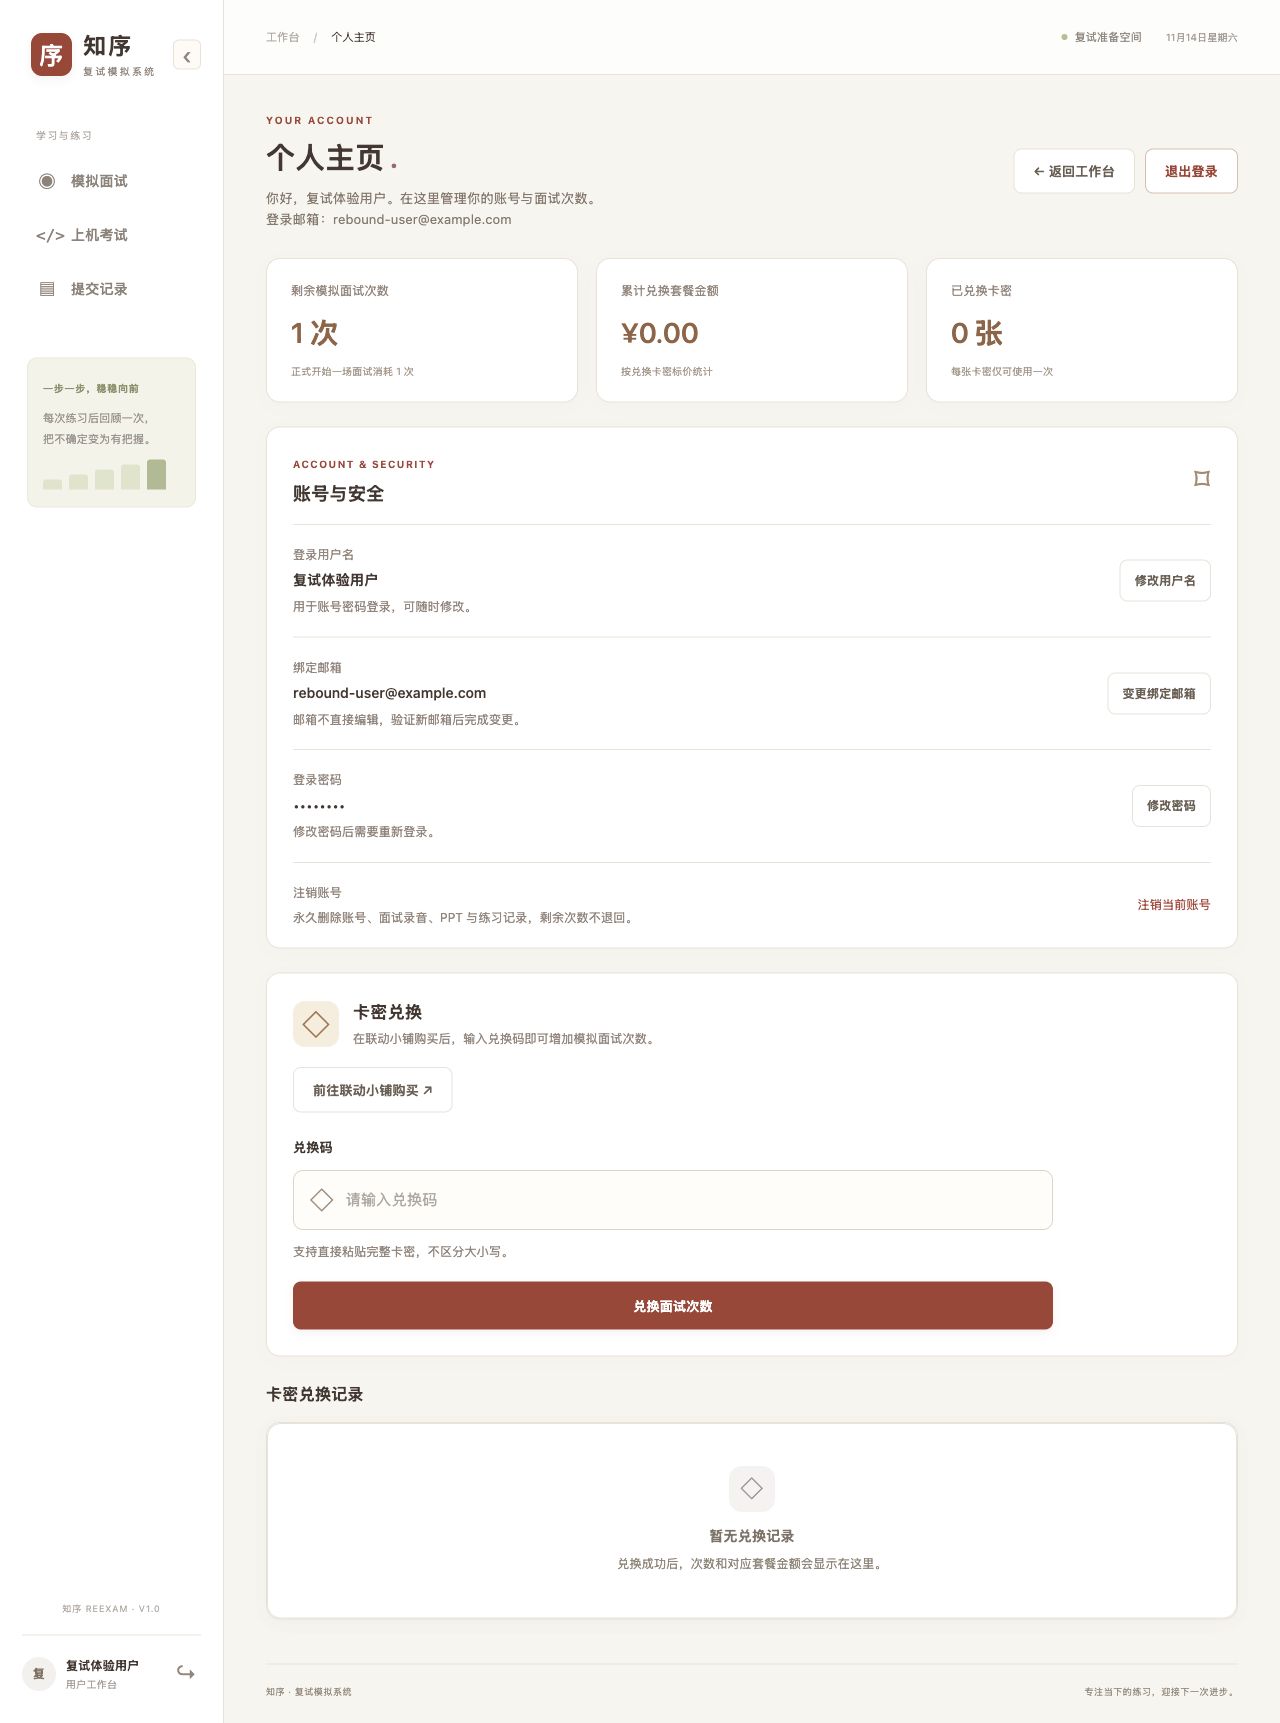 序
知序
复试模拟系统
学习与练习
模拟面试
</> 上机考试
提交记录
一步一步，稳稳向前
每次练习后回顾一次，
把不确定变为有把握。
知序 REEXAM · V1.0
复
复试体验用户
用户工作台
工作台 / 个人主页
复试准备空间
11月14日星期六
YOUR ACCOUNT
个人主页.
你好，复试体验用户。在这里管理你的账号与面试次数。
登录邮箱：rebound-user@example.com
← 返回工作台
退出登录
剩余模拟面试次数
1 次
正式开始一场面试消耗 1 次
累计兑换套餐金额
¥0.00
按兑换卡密标价统计
已兑换卡密
0 张
每张卡密仅可使用一次
ACCOUNT & SECURITY
账号与安全
登录用户名
复试体验用户
用于账号密码登录，可随时修改。
修改用户名
绑定邮箱
rebound-user@example.com
邮箱不直接编辑，验证新邮箱后完成变更。
变更绑定邮箱
登录密码
••••••••
修改密码后需要重新登录。
修改密码
注销账号
永久删除账号、面试录音、PPT 与练习记录，剩余次数不退回。
注销当前账号
卡密兑换
在联动小铺购买后，输入兑换码即可增加模拟面试次数。
前往联动小铺购买 ↗
兑换码
请输入兑换码
支持直接粘贴完整卡密，不区分大小写。
兑换面试次数
卡密兑换记录
暂无兑换记录
兑换成功后，次数和对应套餐金额会显示在这里。
知序 · 复试模拟系统
专注当下的练习，迎接下一次进步。